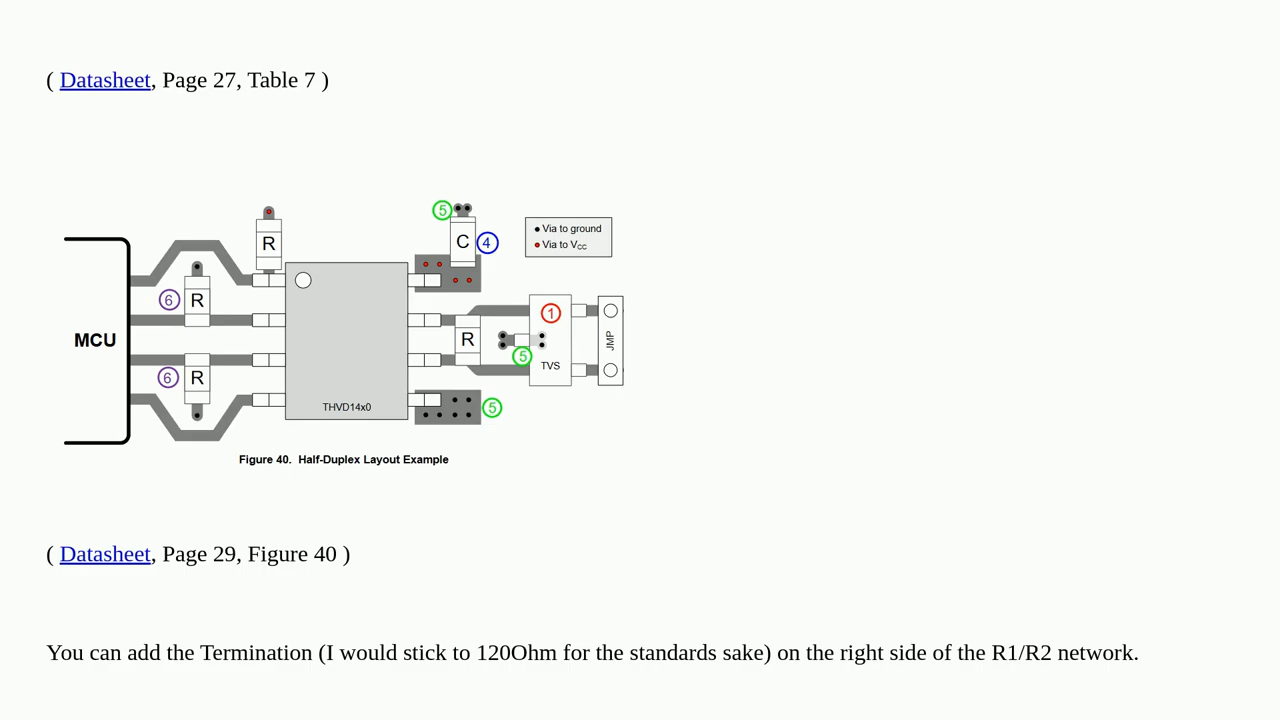 ( Datasheet, Page 27, Table 7 )
5
R
C
4
Via to ground
Via to VCC
6
R
1
MCU
R
JMP
5
TVS
6
R
THVD14x0
5
Figure 40. Half-Duplex Layout Example
( Datasheet, Page 29, Figure 40 )
You can add the Termination (I would stick to 120Ohm for the standards sake) on the right side of the R1/R2 network.